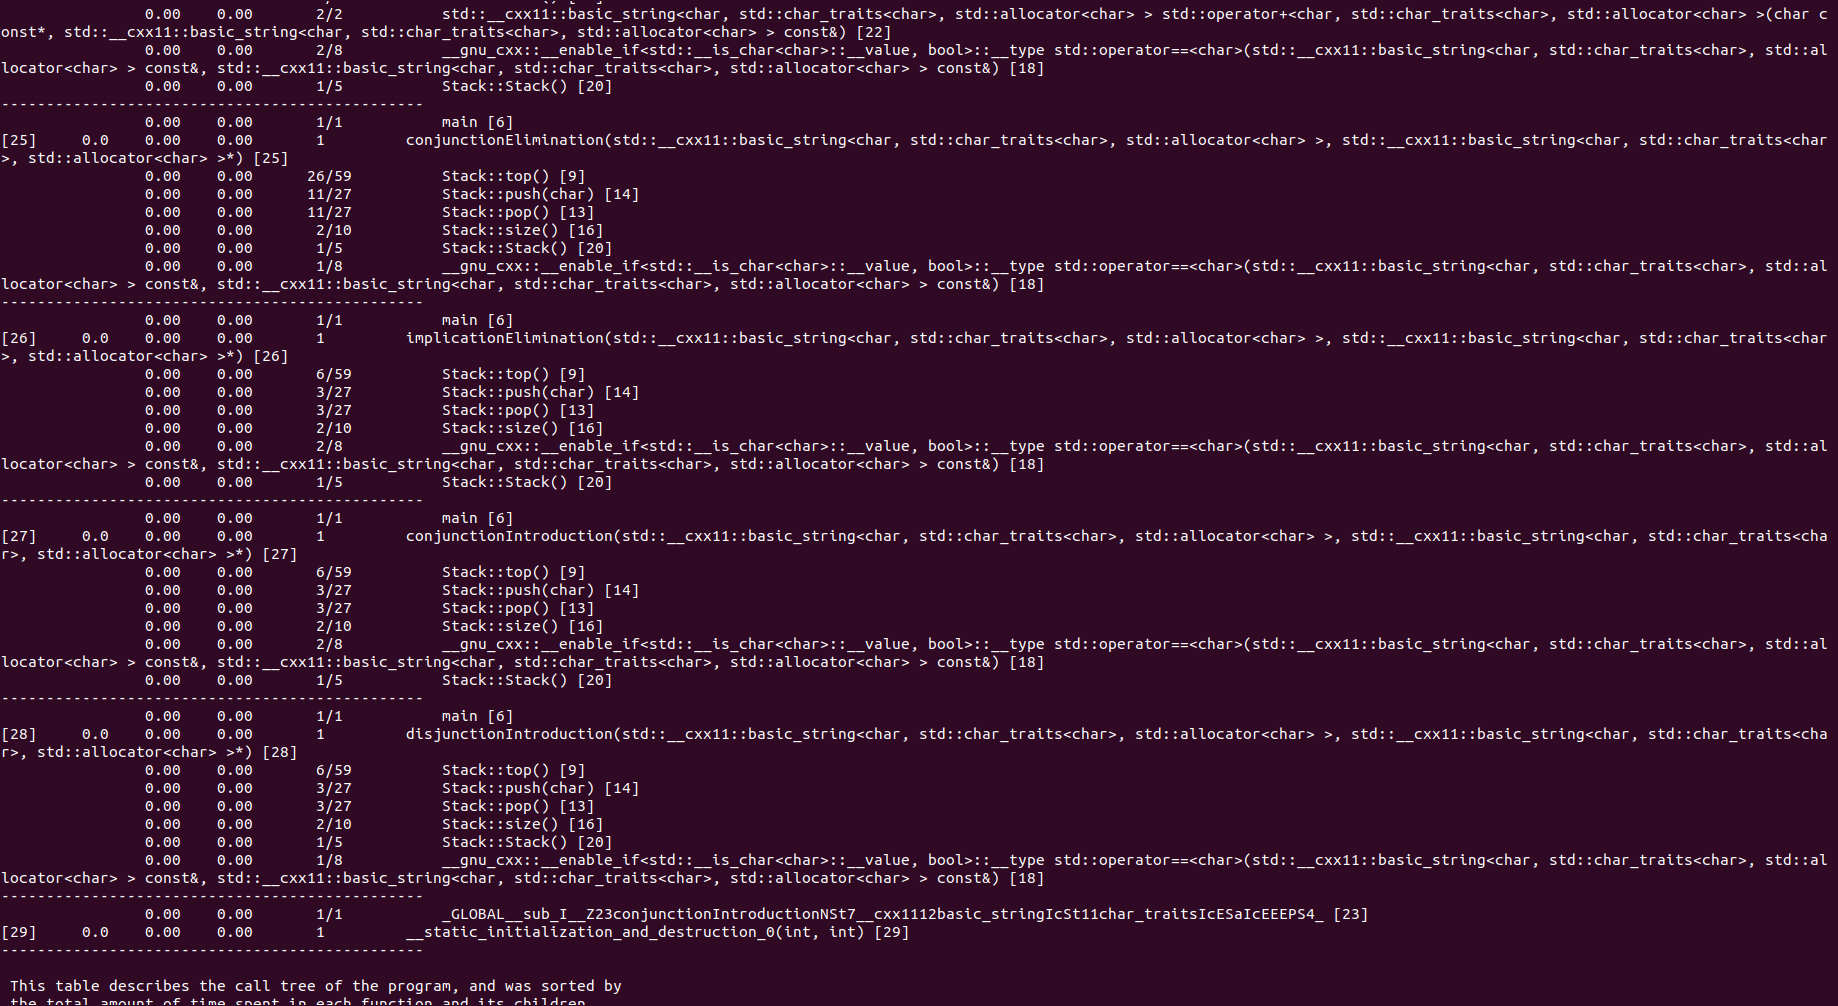 0.00    0.00       2/2           std::__cxx11::basic_string<char, std::char_traits<char>, std::allocator<char> > std::operator+<char, std::char_traits<char>, std::allocator<char> >(char c
onst*, std::__cxx11::basic_string<char, std::char_traits<char>, std::allocator<char> > const&) [22]
                0.00    0.00       2/8           __gnu_cxx::__enable_if<std::__is_char<char>::__value, bool>::__type std::operator==<char>(std::__cxx11::basic_string<char, std::char_traits<char>, std::al
locator<char> > const&, std::__cxx11::basic_string<char, std::char_traits<char>, std::allocator<char> > const&) [18]
                0.00    0.00       1/5           Stack::Stack() [20]
-----------------------------------------------
                0.00    0.00       1/1           main [6]
[25]     0.0    0.00    0.00       1         conjunctionElimination(std::__cxx11::basic_string<char, std::char_traits<char>, std::allocator<char> >, std::__cxx11::basic_string<char, std::char_traits<char
>, std::allocator<char> >*) [25]
                0.00    0.00      26/59          Stack::top() [9]
                0.00    0.00      11/27          Stack::push(char) [14]
                0.00    0.00      11/27          Stack::pop() [13]
                0.00    0.00       2/10          Stack::size() [16]
                0.00    0.00       1/5           Stack::Stack() [20]
                0.00    0.00       1/8           __gnu_cxx::__enable_if<std::__is_char<char>::__value, bool>::__type std::operator==<char>(std::__cxx11::basic_string<char, std::char_traits<char>, std::al
locator<char> > const&, std::__cxx11::basic_string<char, std::char_traits<char>, std::allocator<char> > const&) [18]
-----------------------------------------------
                0.00    0.00       1/1           main [6]
[26]     0.0    0.00    0.00       1         implicationElimination(std::__cxx11::basic_string<char, std::char_traits<char>, std::allocator<char> >, std::__cxx11::basic_string<char, std::char_traits<char
>, std::allocator<char> >*) [26]
                0.00    0.00       6/59          Stack::top() [9]
                0.00    0.00       3/27          Stack::push(char) [14]
                0.00    0.00       3/27          Stack::pop() [13]
                0.00    0.00       2/10          Stack::size() [16]
                0.00    0.00       2/8           __gnu_cxx::__enable_if<std::__is_char<char>::__value, bool>::__type std::operator==<char>(std::__cxx11::basic_string<char, std::char_traits<char>, std::al
locator<char> > const&, std::__cxx11::basic_string<char, std::char_traits<char>, std::allocator<char> > const&) [18]
                0.00    0.00       1/5           Stack::Stack() [20]
-----------------------------------------------
                0.00    0.00       1/1           main [6]
[27]     0.0    0.00    0.00       1         conjunctionIntroduction(std::__cxx11::basic_string<char, std::char_traits<char>, std::allocator<char> >, std::__cxx11::basic_string<char, std::char_traits<cha
r>, std::allocator<char> >*) [27]
                0.00    0.00       6/59          Stack::top() [9]
                0.00    0.00       3/27          Stack::push(char) [14]
                0.00    0.00       3/27          Stack::pop() [13]
                0.00    0.00       2/10          Stack::size() [16]
                0.00    0.00       2/8           __gnu_cxx::__enable_if<std::__is_char<char>::__value, bool>::__type std::operator==<char>(std::__cxx11::basic_string<char, std::char_traits<char>, std::al
locator<char> > const&, std::__cxx11::basic_string<char, std::char_traits<char>, std::allocator<char> > const&) [18]
                0.00    0.00       1/5           Stack::Stack() [20]
-----------------------------------------------
                0.00    0.00       1/1           main [6]
[28]     0.0    0.00    0.00       1         disjunctionIntroduction(std::__cxx11::basic_string<char, std::char_traits<char>, std::allocator<char> >, std::__cxx11::basic_string<char, std::char_traits<cha
r>, std::allocator<char> >*) [28]
                0.00    0.00       6/59          Stack::top() [9]
                0.00    0.00       3/27          Stack::push(char) [14]
                0.00    0.00       3/27          Stack::pop() [13]
                0.00    0.00       2/10          Stack::size() [16]
                0.00    0.00       1/5           Stack::Stack() [20]
                0.00    0.00       1/8           __gnu_cxx::__enable_if<std::__is_char<char>::__value, bool>::__type std::operator==<char>(std::__cxx11::basic_string<char, std::char_traits<char>, std::al
locator<char> > const&, std::__cxx11::basic_string<char, std::char_traits<char>, std::allocator<char> > const&) [18]
-----------------------------------------------
                0.00    0.00       1/1           _GLOBAL__sub_I__Z23conjunctionIntroductionNSt7__cxx1112basic_stringIcSt11char_traitsIcESaIcEEEPS4_ [23]
[29]     0.0    0.00    0.00       1         __static_initialization_and_destruction_0(int, int) [29]
-----------------------------------------------

 This table describes the call tree of the program, and was sorted by
 the total amount of time spent in each function and its children.